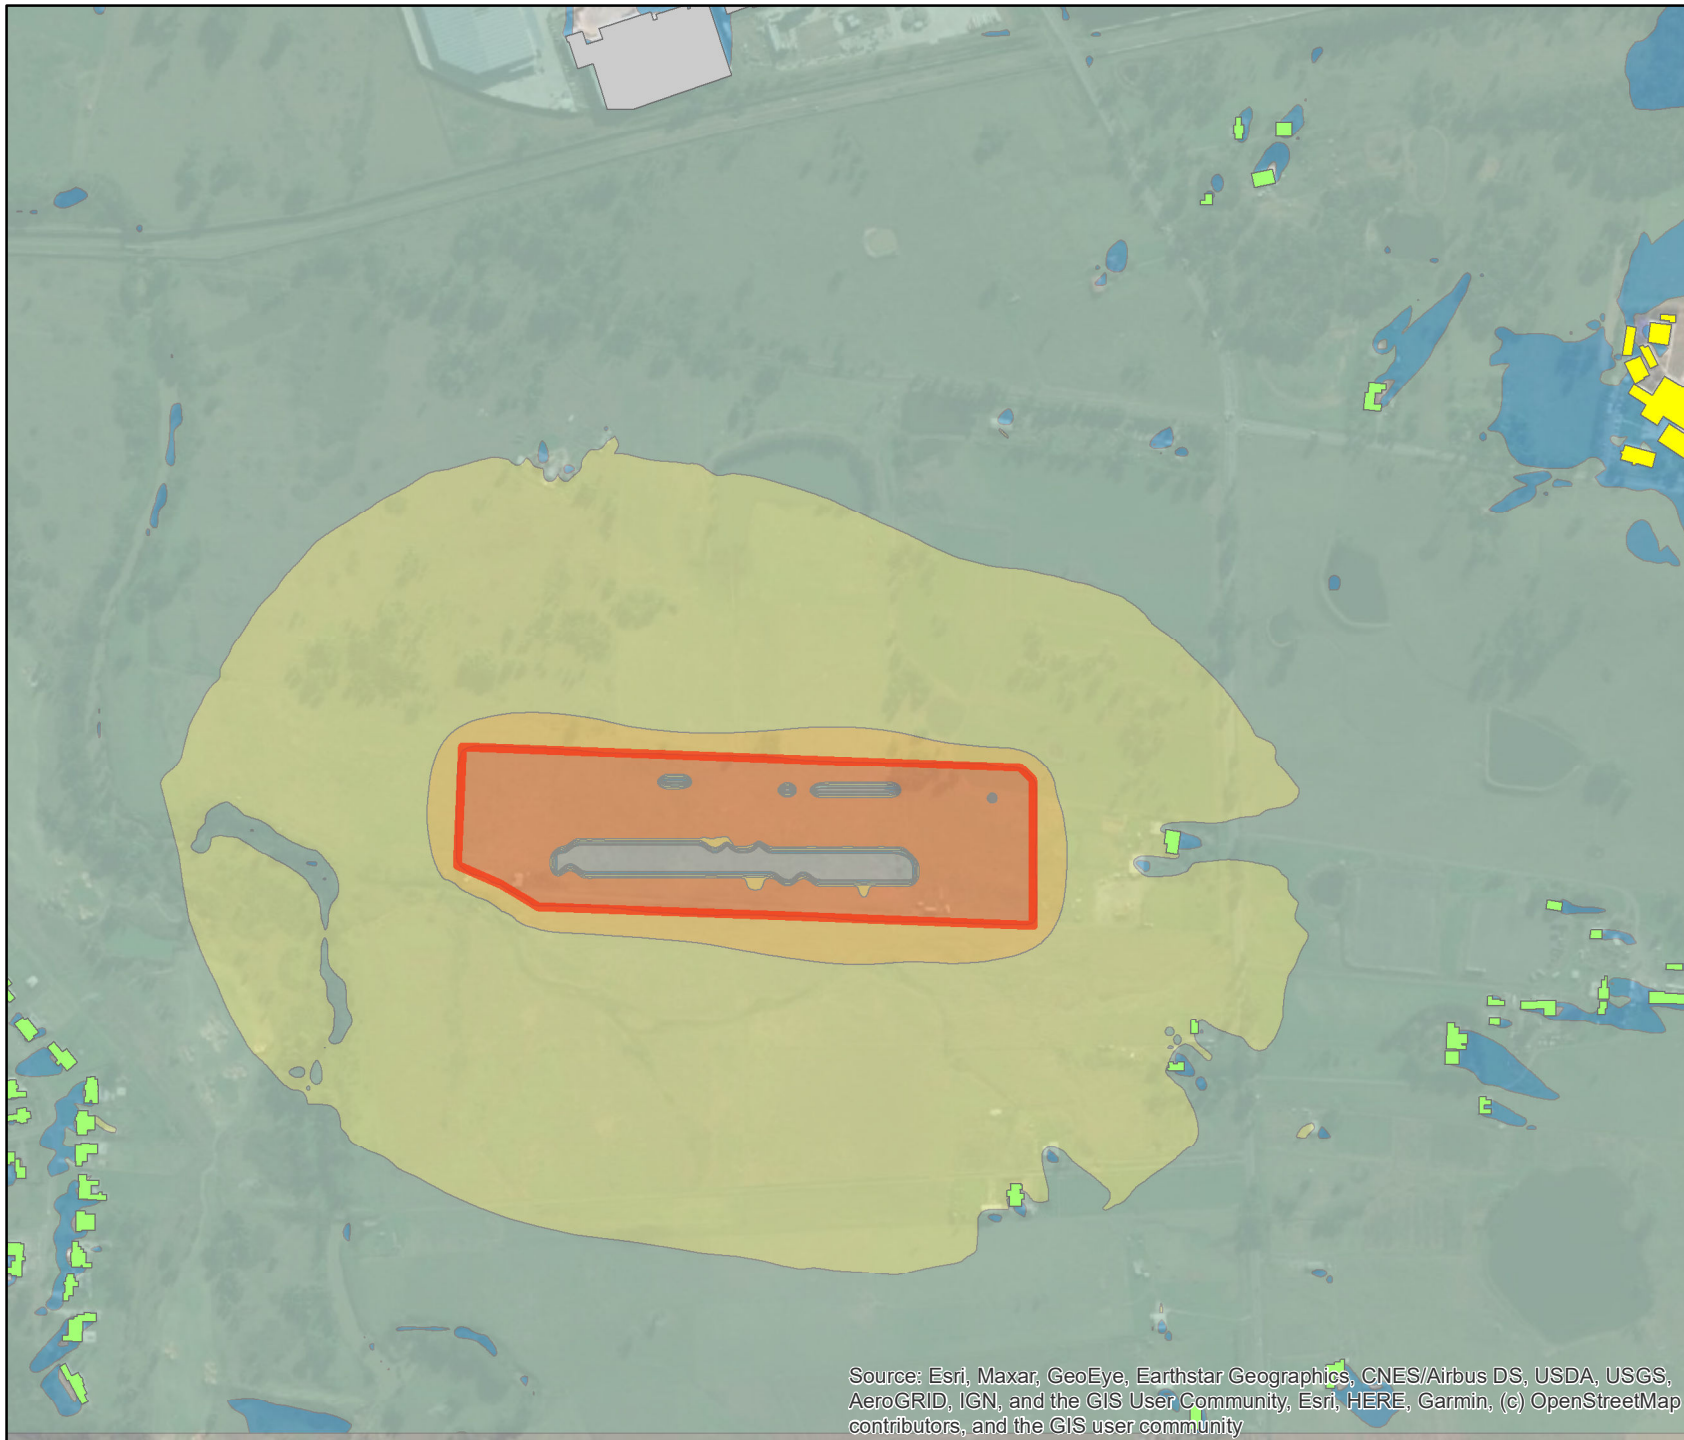 Source: Esri, Maxar, GeoEye, Earthstar Geographics, CNES/Airbus DS, USDA, USGS,
AeroGRID, IGN, and the GIS User Community, Esri, HERE, Garmin, (c) OpenStreetMap
contributors, and the GIS user community